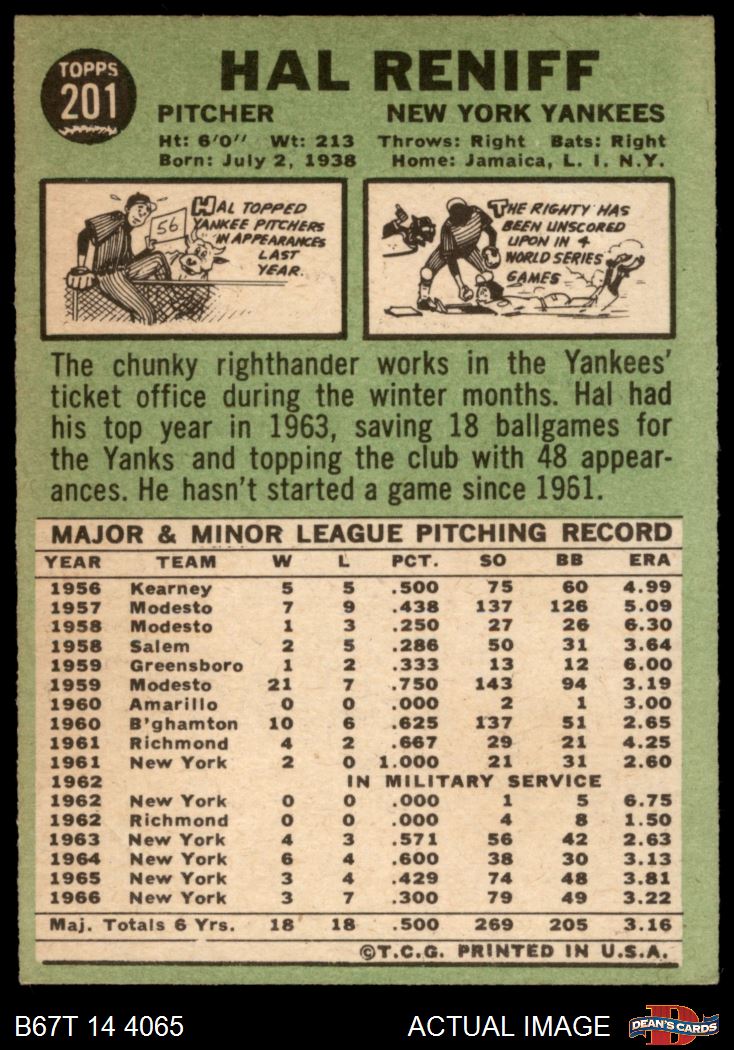 TOPPS
201
HAL RENIFF
PITCHER NEW YORK YANKEES
Ht: 6'0'' Wt: 213 Throws: Right Bats: Right
Born: July 2, 1938 Home: Jamaica, L. I. N.Y.
56
HAL TOPPED
YANKEE PITCHERS
IN APPEARANCES
LAST
YEAR.
THE RIGHTY HAS
BEEN UNSCORED
UPON IN 4
WORLD SERIES
GAMES
The chunky righthander works in the Yankees'
ticket office during the winter months. Hal had
his top year in 1963, saving 18 ballgames for
the Yanks and topping the club with 48 appear-
ances. He hasn't started a game since 1961.
MAJOR & MINOR LEAGUE PITCHING RECORD
YEAR TEAM W L PCT. SO BB ERA
1956 Kearney 5 5 .500 75 60 4.99
1957 Modesto 7 9 .438 137 126 5.09
1958 Modesto 1 3 .250 27 26 6.30
1958 Salem 2 5 .286 50 31 3.64
1959 Greensboro 1 2 .333 13 12 6.00
1959 Modesto 21 7 .750 143 94 3.19
1960 Amarillo 0 0 .000 2 1 3.00
1960 B'ghamton 10 6 .625 137 51 2.65
1961 Richmond 4 2 .667 29 21 4.25
1961 New York 2 0 1.000 21 31 2.60
1962 IN MILITARY SERVICE
1962 New York 0 0 .000 1 5 6.75
1962 Richmond 0 0 .000 4 8 1.50
1963 New York 4 3 .571 56 42 2.63
1964 New York 6 4 .600 38 30 3.13
1965 New York 3 4 .429 74 48 3.81
1966 New York 3 7 .300 79 49 3.22
Maj. Totals 6 Yrs. 18 18 .500 269 205 3.16
©T.C.G. PRINTED IN U.S.A.
B67T 14 4065 ACTUAL IMAGE DEAN'S CARDS